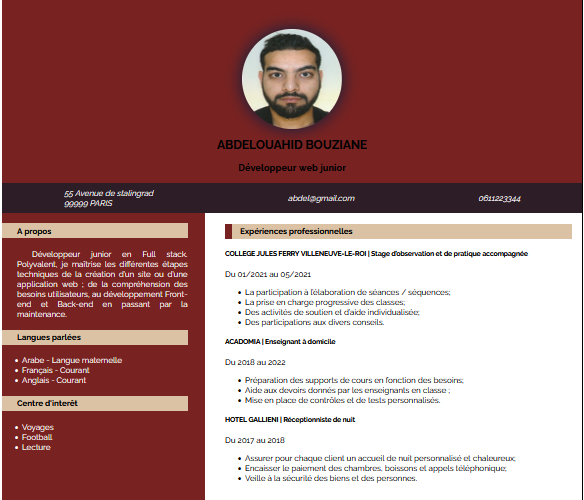 ABDELOUAHID BOUZIANE
Développeur web junior
55 Avenue de stalingrad
99999 PARIS
abdel@gmail.com
0611223344
A propos
Développeur junior en Full stack.
Polyvalent, je maîtrise les différentes étapes
techniques de la création d'un site ou d'une
application web ; de la compréhension des
besoins utilisateurs, au développement Front-
end et Back-end en passant par la
maintenance.
Langues parlées
Arabe - Langue maternelle
Français - Courant
Anglais - Courant
Centre d'interêt
Voyages
Football
Lecture
Expériences professionnelles
COLLEGE JULES FERRY VILLENEUVE-LE-ROI | Stage d'observation et de pratique accompagnée
Du 01/2021 au 05/2021
La participation à l'élaboration de séances / séquences;
La prise en charge progressive des classes;
Des activités de soutien et d'aide individualisée;
Des participations aux divers conseils.
ACADOMIA | Enseignant à domicile
Du 2018 au 2022
Préparation des supports de cours en fonction des besoins;
Aide aux devoirs donnés par les enseignants en classe ;
Mise en place de contrôles et de tests personnalisés.
HOTEL GALLIENI | Réceptionniste de nuit
Du 2017 au 2018
Assurer pour chaque client un accueil de nuit personnalisé et chaleureux;
Encaisser le paiement des chambres, boissons et appels téléphonique;
Veille à la sécurité des biens et des personnes.